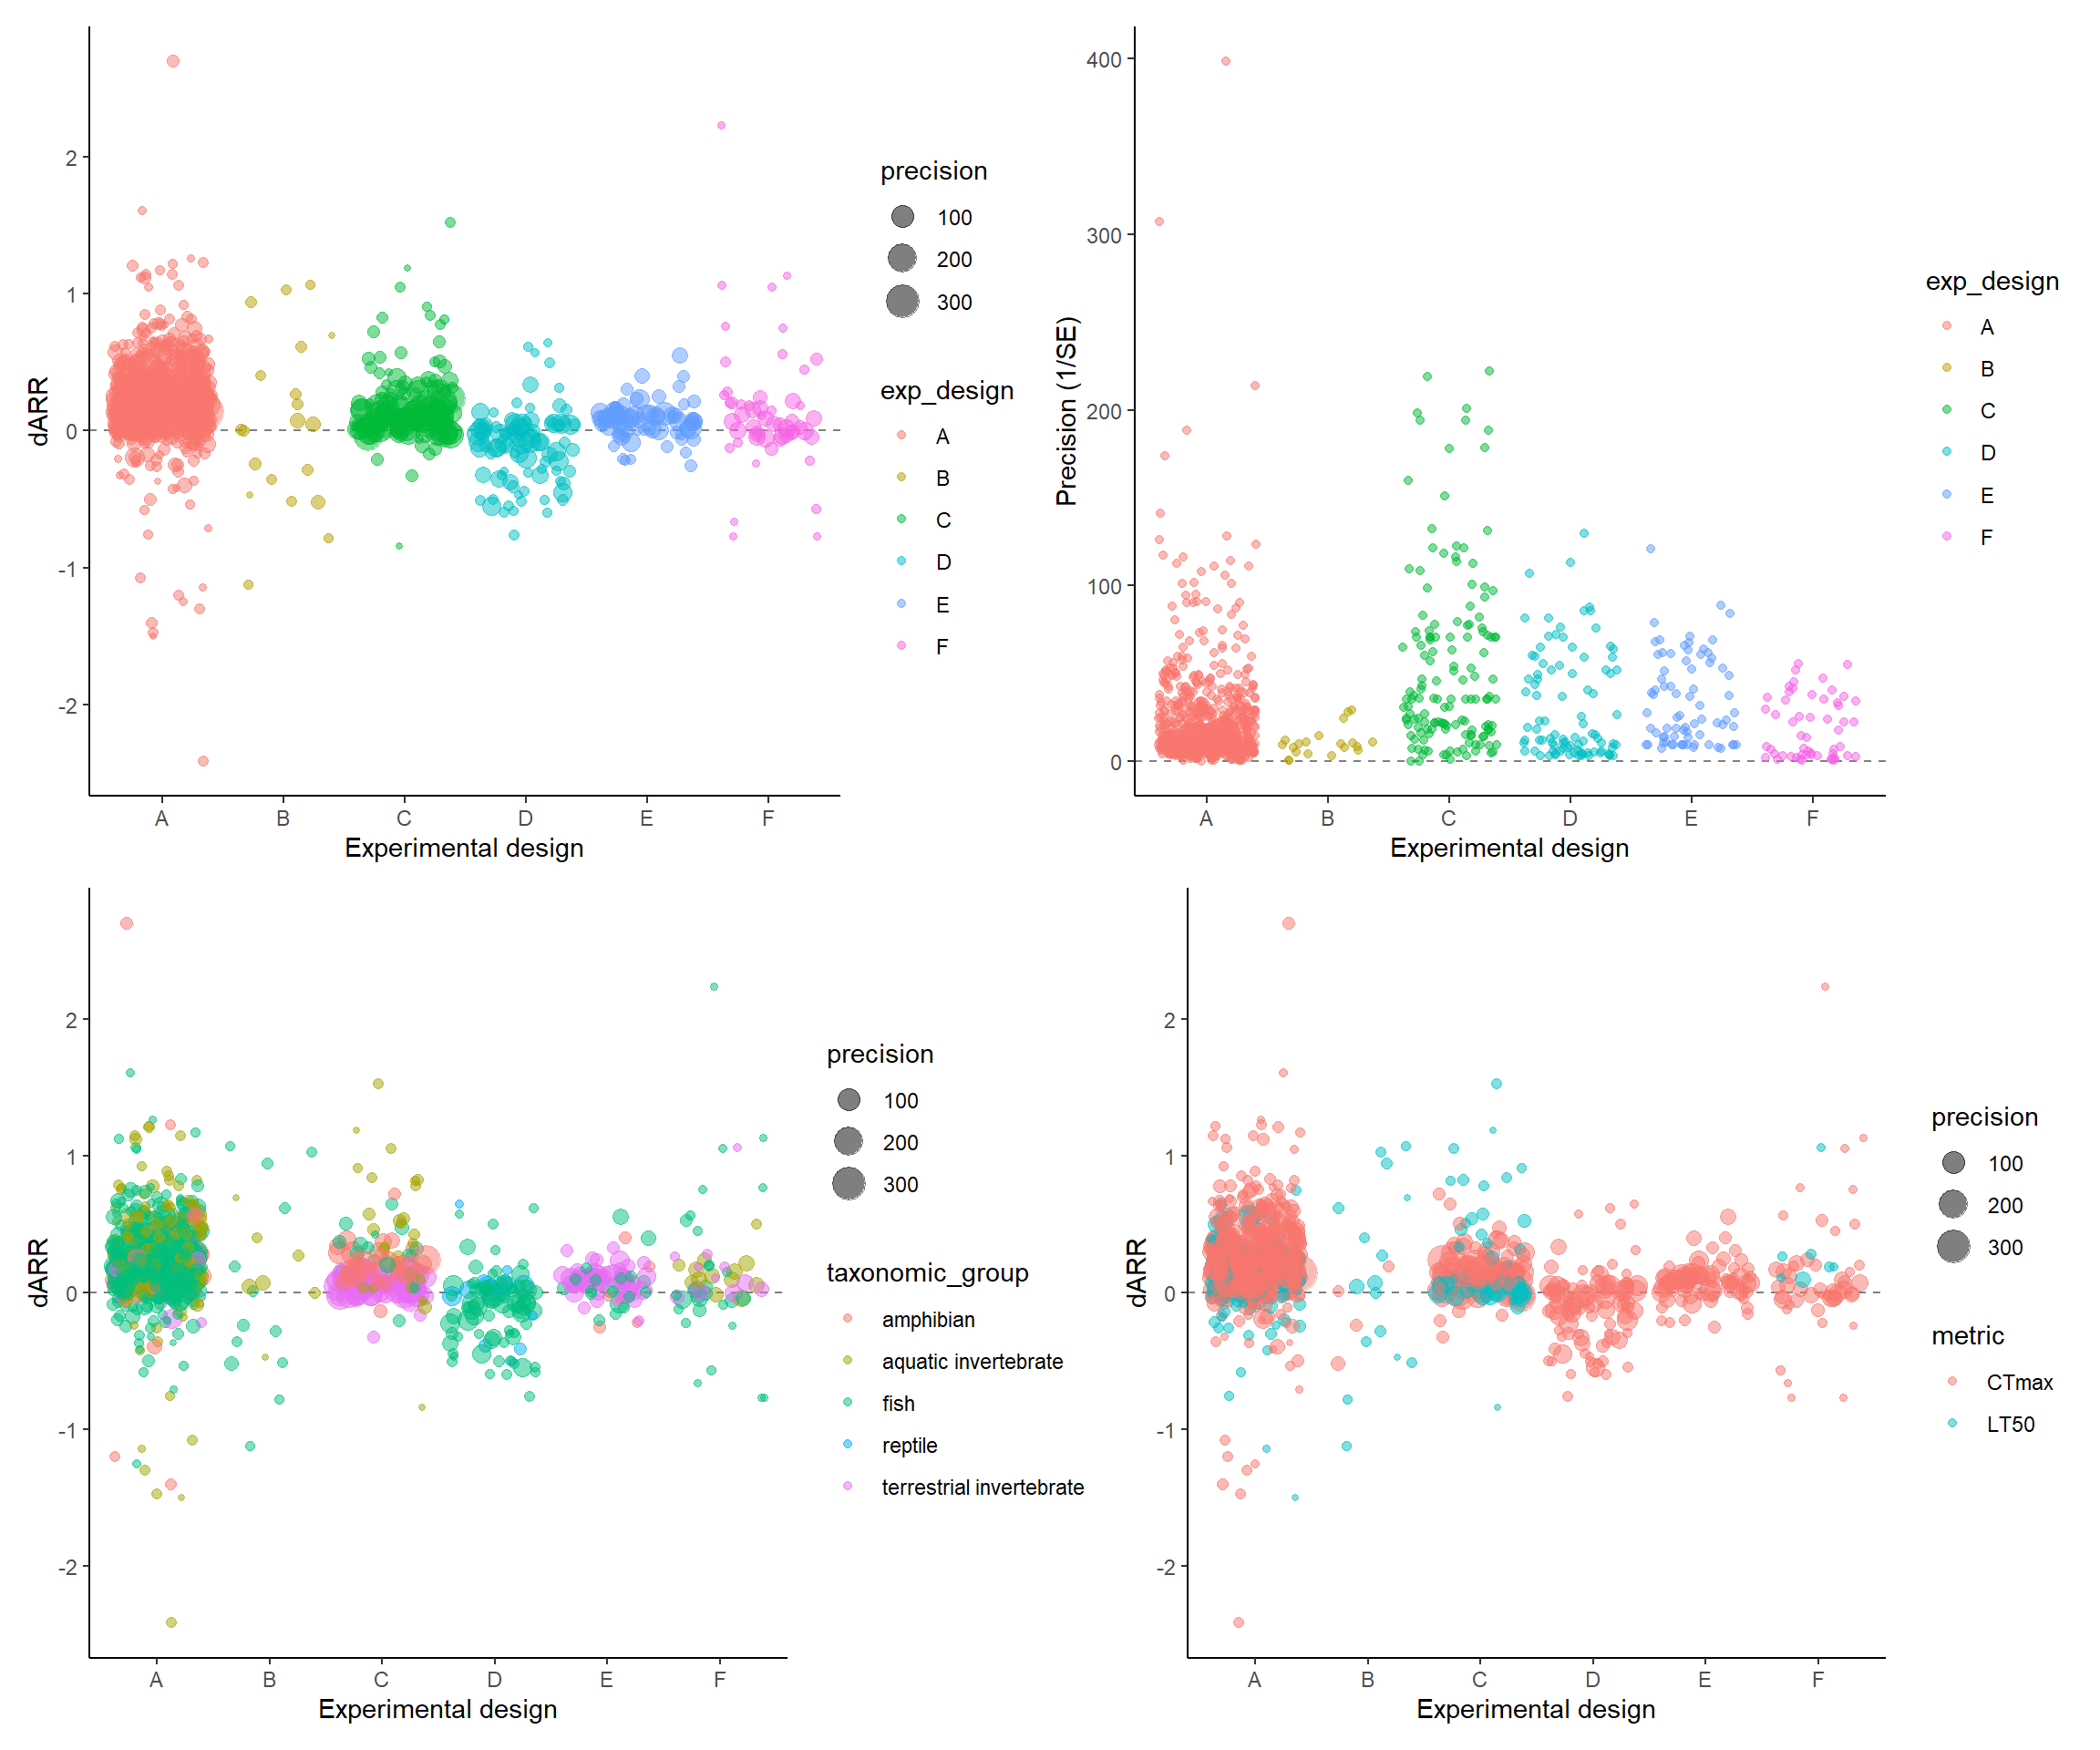 dARR
2
1
0
-1
-2
A B C D E F
Experimental design
precision
100
200
300
exp_design
A
B
C
D
E
F
Precision (1/SE)
400
300
200
100
0
A B C D E F
Experimental design
exp_design
A
B
C
D
E
F
dARR
2
1
0
-1
-2
A B C D E F
Experimental design
precision
100
200
300
taxonomic_group
amphibian
aquatic invertebrate
fish
reptile
terrestrial invertebrate
dARR
2
1
0
-1
-2
A B C D E F
Experimental design
precision
100
200
300
metric
CTmax
LT50